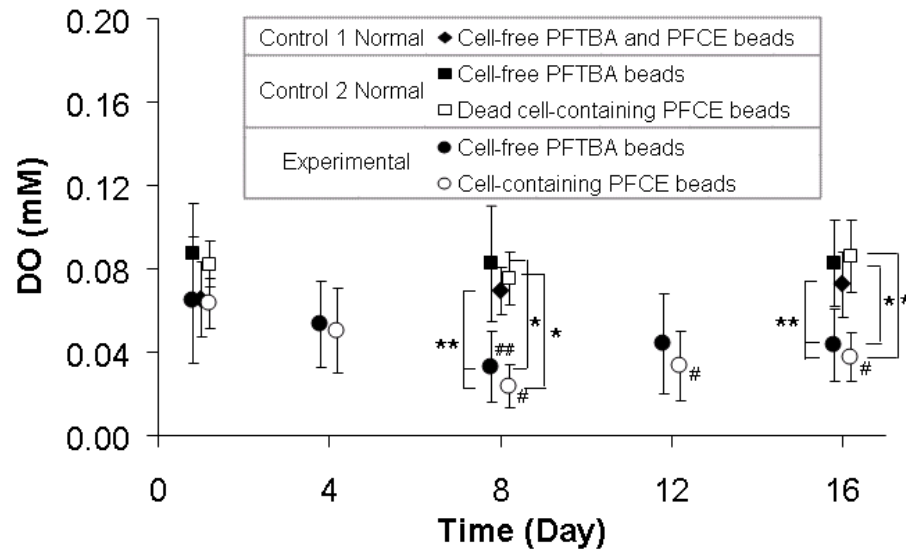 0.20
Control 1 Normal ◆ Cell-free PFTBA and PFCE beads
Control 2 Normal ■ Cell-free PFTBA beads
□ Dead cell-containing PFCE beads
Experimental ● Cell-free PFTBA beads
○ Cell-containing PFCE beads
0.16
0.12
0.08
0.04
0.00
DO (mM)
** ## # * *
#
** # * *
0 4 8 12 16
Time (Day)